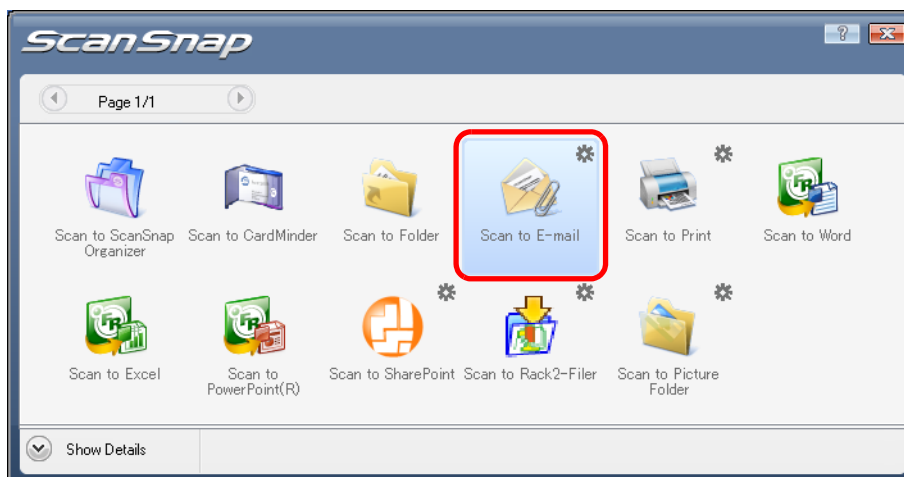 ScanSnap
?
Page 1/1
Scan to ScanSnap
Organizer
Scan to CardMinder
Scan to Folder
Scan to E-mail
Scan to Print
Scan to Word
Scan to Excel
Scan to
PowerPoint(R)
Scan to SharePoint
Scan to Rack2-Filer
Scan to Picture
Folder
Show Details